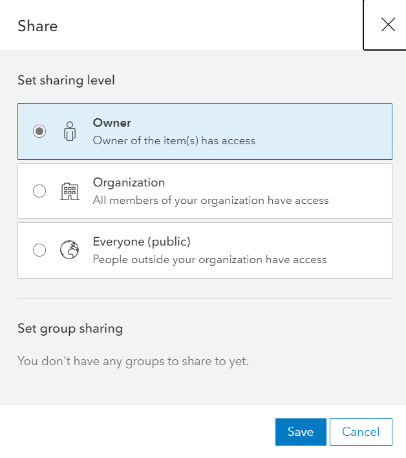 Share
Set sharing level
Owner
Owner of the item(s) has access
Organization
All members of your organization have access
Everyone (public)
People outside your organization have access
Set group sharing
You don't have any groups to share to yet.
Save Cancel